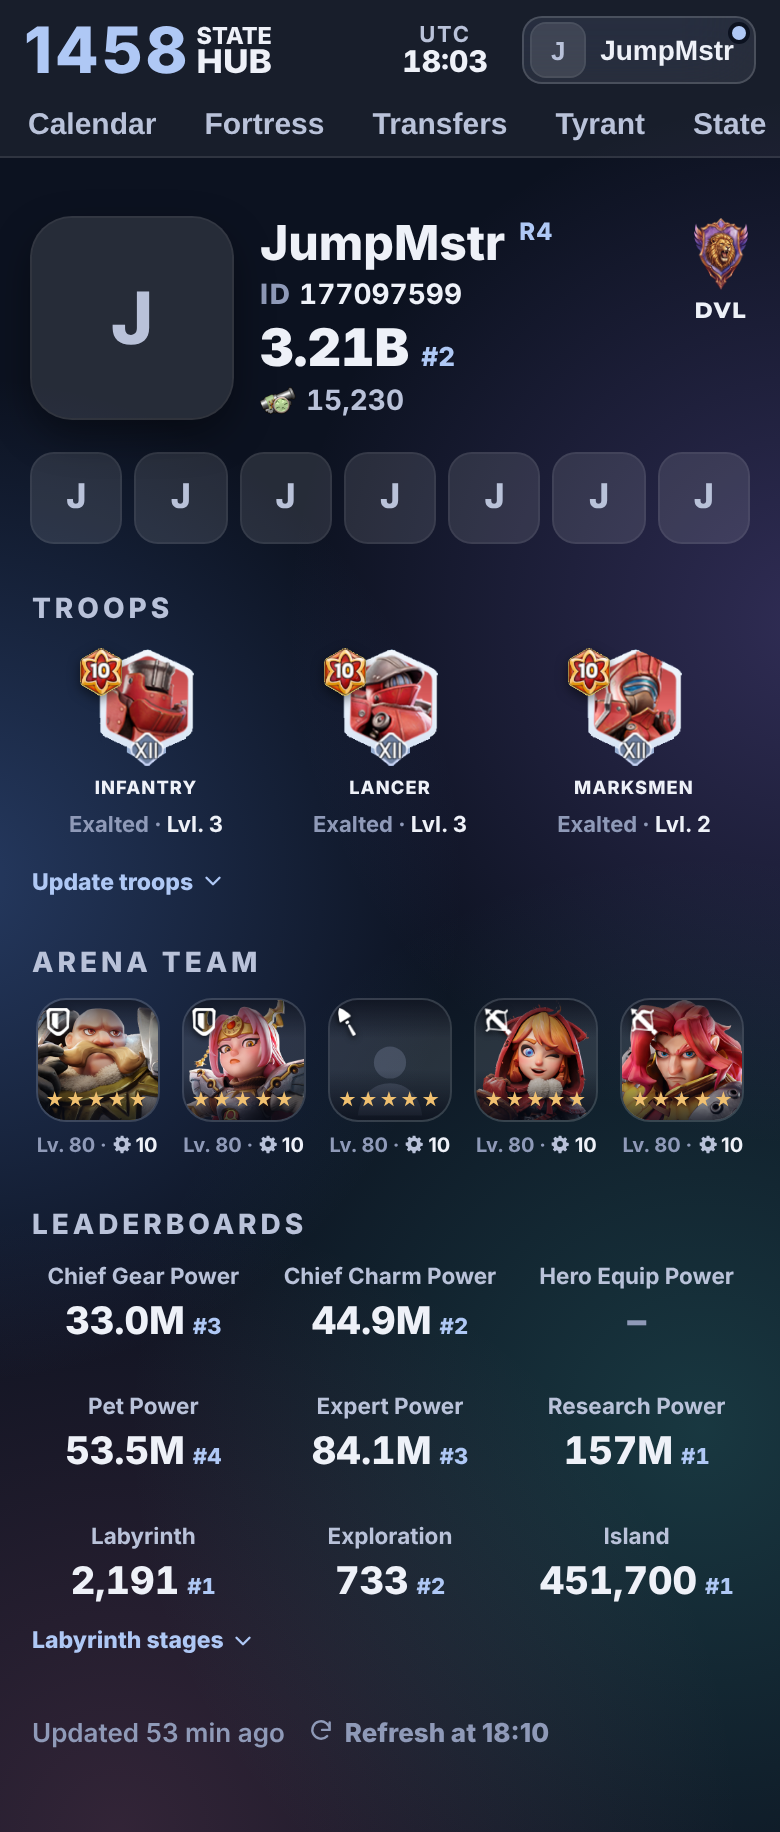 1458 STATE HUB
UTC
18:03
J JumpMstr
Calendar Fortress Transfers Tyrant State
J
JumpMstr R4
ID 177097599
3.21B #2
15,230
DVL
J J J J J J J
TROOPS
10 10 10
XII XII XII
INFANTRY LANCER MARKSMEN
Exalted · Lvl. 3 Exalted · Lvl. 3 Exalted · Lvl. 2
Update troops
ARENA TEAM
Lv. 80 · 10 Lv. 80 · 10 Lv. 80 · 10 Lv. 80 · 10 Lv. 80 · 10
LEADERBOARDS
Chief Gear Power Chief Charm Power Hero Equip Power
33.0M #3 44.9M #2 –
Pet Power Expert Power Research Power
53.5M #4 84.1M #3 157M #1
Labyrinth Exploration Island
2,191 #1 733 #2 451,700 #1
Labyrinth stages
Updated 53 min ago Refresh at 18:10